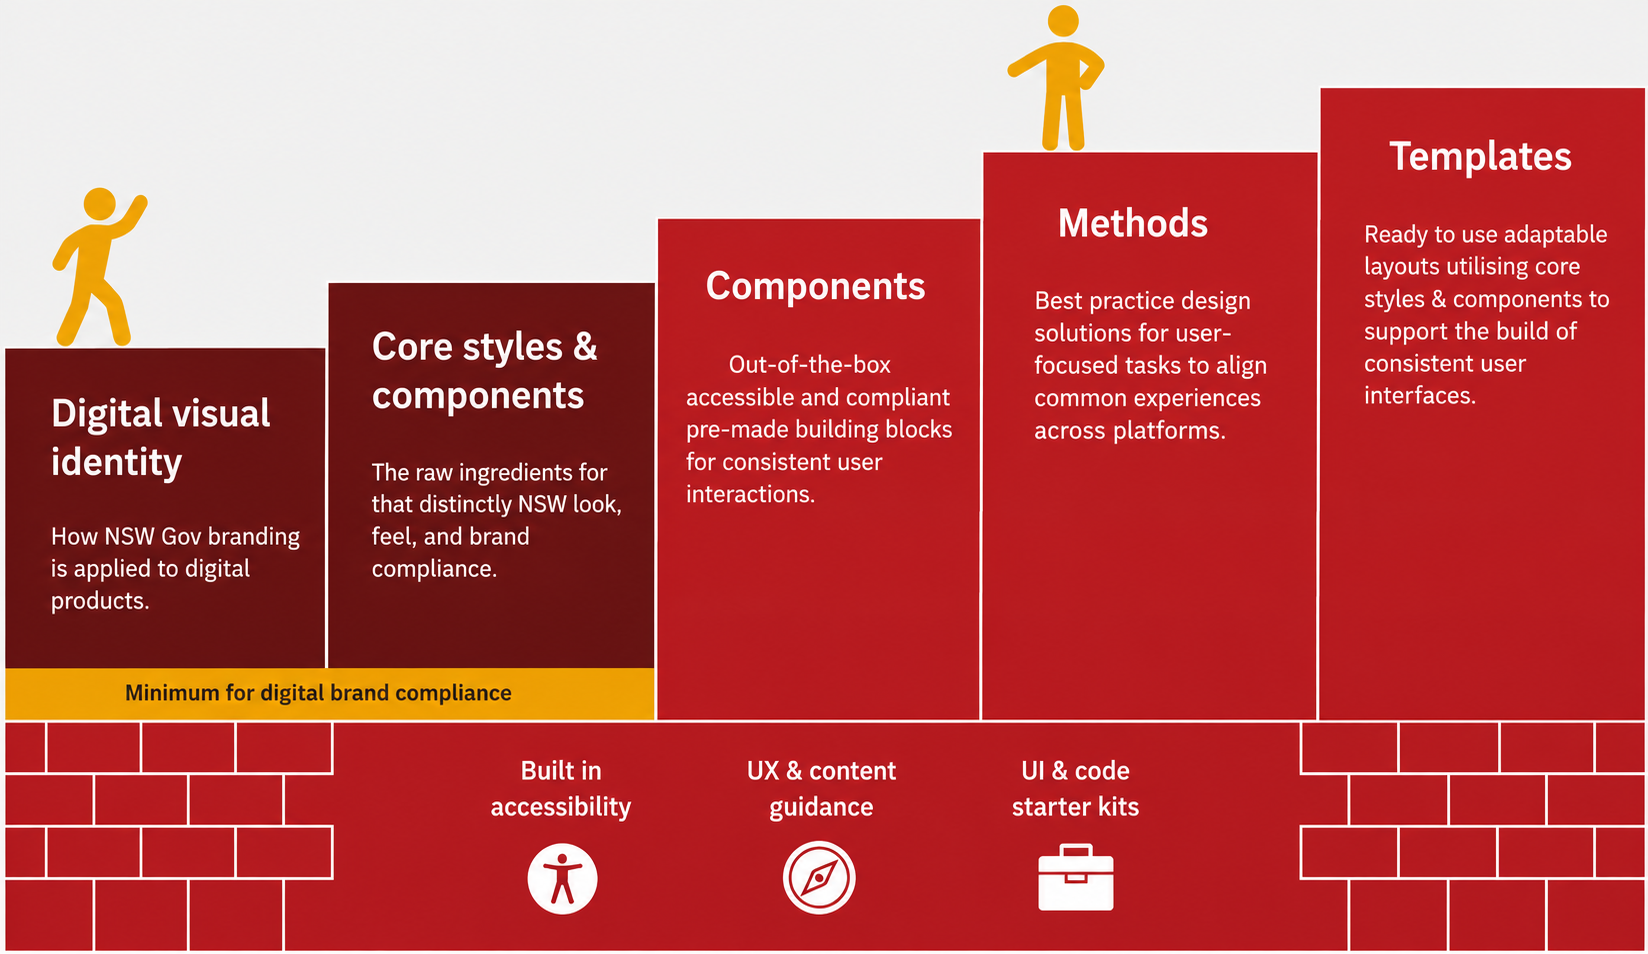 Digital visual
identity
How NSW Gov branding
is applied to digital
products.
Core styles &
components
The raw ingredients for
that distinctly NSW look,
feel, and brand
compliance.
Minimum for digital brand compliance
Components
Out-of-the-box
accessible and compliant
pre-made building blocks
for consistent user
interactions.
Methods
Best practice design
solutions for user-
focused tasks to align
common experiences
across platforms.
Templates
Ready to use adaptable
layouts utilising core
styles & components to
support the build of
consistent user
interfaces.
Built in
accessibility
UX & content
guidance
UI & code
starter kits